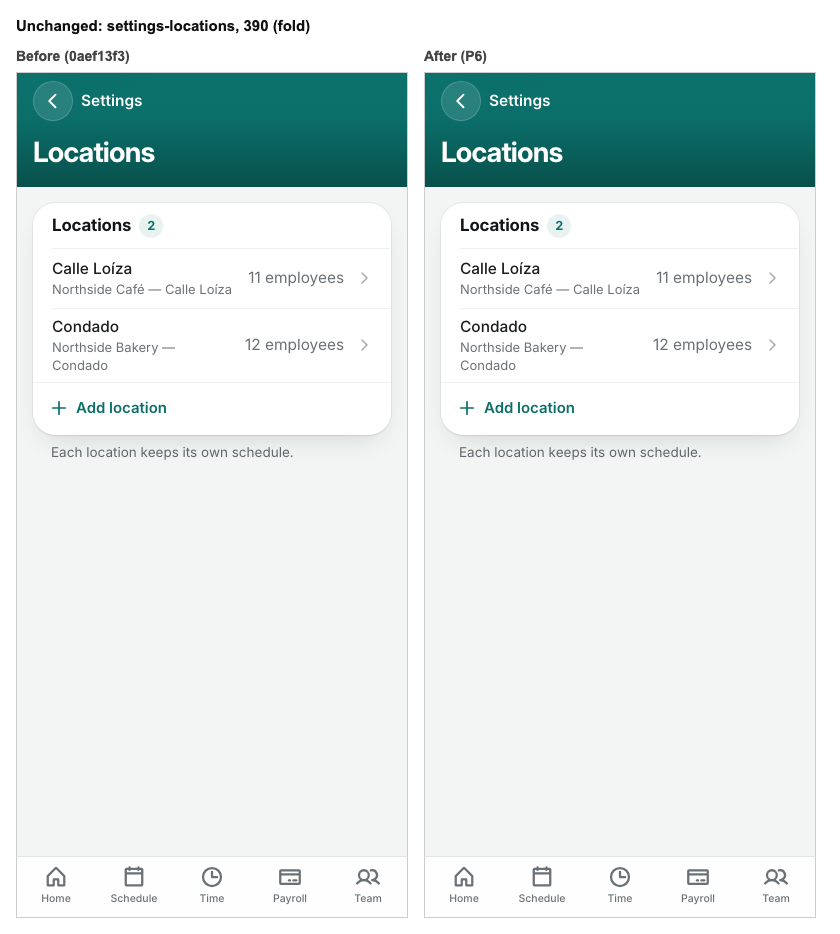 Unchanged: settings-locations, 390 (fold)
Before (0aef13f3)
Settings
Locations
Locations 2
Calle Loíza
Northside Café — Calle Loíza
11 employees
Condado
Northside Bakery —
Condado
12 employees
Add location
Each location keeps its own schedule.
Home Schedule Time Payroll Team
After (P6)
Settings
Locations
Locations 2
Calle Loíza
Northside Café — Calle Loíza
11 employees
Condado
Northside Bakery —
Condado
12 employees
Add location
Each location keeps its own schedule.
Home Schedule Time Payroll Team